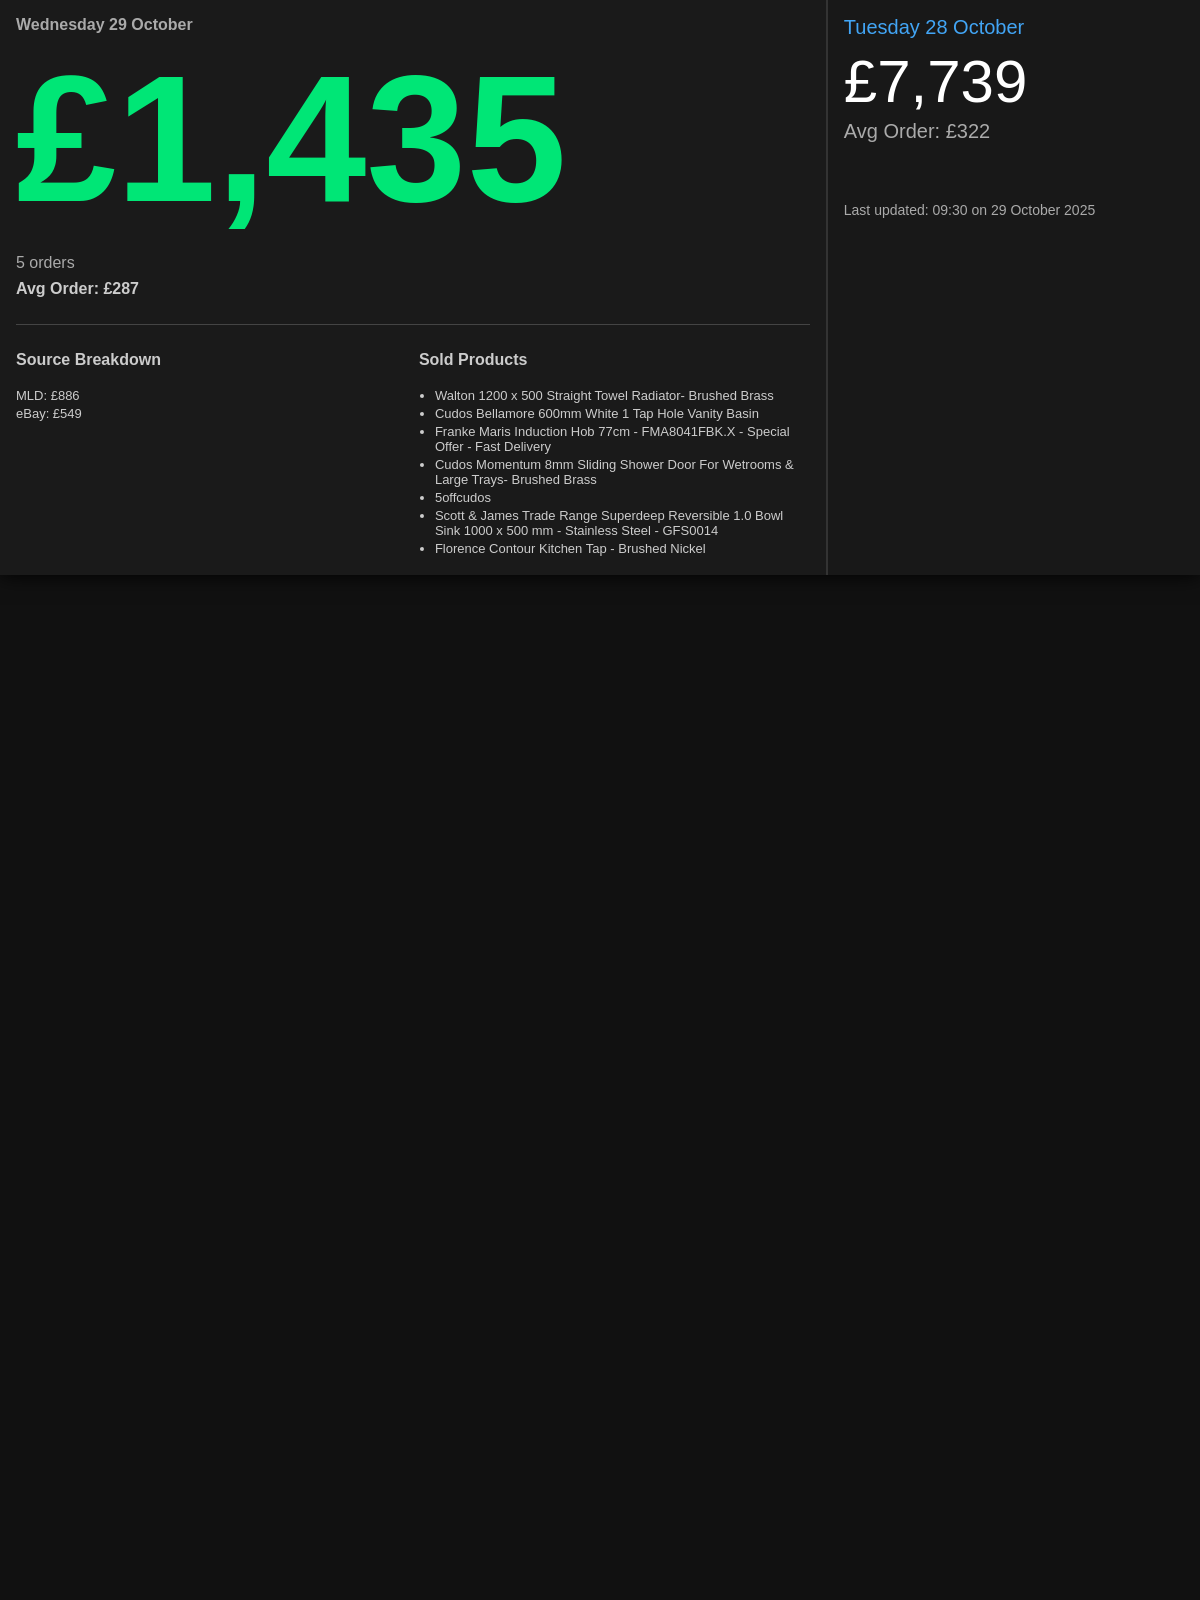 Wednesday 29 October
£1,435
5 orders
Avg Order: £287
Source Breakdown
MLD: £886
eBay: £549
Sold Products
Walton 1200 x 500 Straight Towel Radiator- Brushed Brass
Cudos Bellamore 600mm White 1 Tap Hole Vanity Basin
Franke Maris Induction Hob 77cm - FMA8041FBK.X - Special
Offer - Fast Delivery
Cudos Momentum 8mm Sliding Shower Door For Wetrooms &
Large Trays- Brushed Brass
5offcudos
Scott & James Trade Range Superdeep Reversible 1.0 Bowl
Sink 1000 x 500 mm - Stainless Steel - GFS0014
Florence Contour Kitchen Tap - Brushed Nickel
Tuesday 28 October
£7,739
Avg Order: £322
Last updated: 09:30 on 29 October 2025